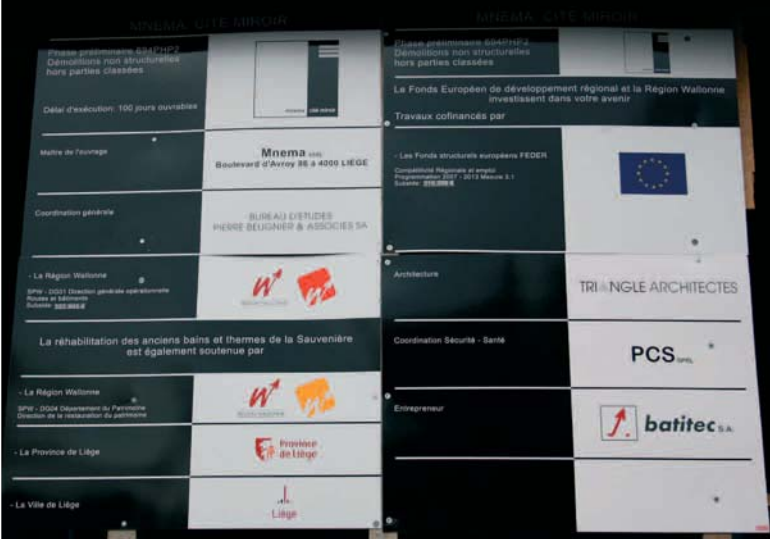 MNEMA, CITE MIROIR
Phase préliminaire 694PHP2
Démolitions non structurelles
hors parties classées
Délai d'exécution: 100 jours ouvrables
Maître de l'ouvrage
Mnema
Boulevard d'Avroy 86 à 4000 LIÈGE
Coordination générale
BUREAU D'ETUDES
PIERRE BEUGNIER & ASSOCIES SA
- La Région Wallonne
SPW - DG01 Direction générale opérationnelle
Routes et bâtiments
Subside:
La réhabilitation des anciens bains et thermes de la Sauvenière
est également soutenue par
- La Région Wallonne
SPW - DG04 Département du Patrimoine
Direction de la restauration du patrimoine
- La Province de Liège
Province
de Liège
- La Ville de Liège
Liège
MNEMA, CITE MIROIR
Phase préliminaire 694PHP2
Démolitions non structurelles
hors parties classées
Le Fonds Européen de développement régional et la Région Wallonne
investissent dans votre avenir
Travaux cofinancés par
- Les Fonds structurels européens FEDER
Compétitivité Régionale et emploi
Programmation 2007 - 2013 Mesure 3.1
Subside:
Architecture
TRIANGLE ARCHITECTES
Coordination Sécurité - Santé
PCS SPRL
Entrepreneur
batitec S.A.